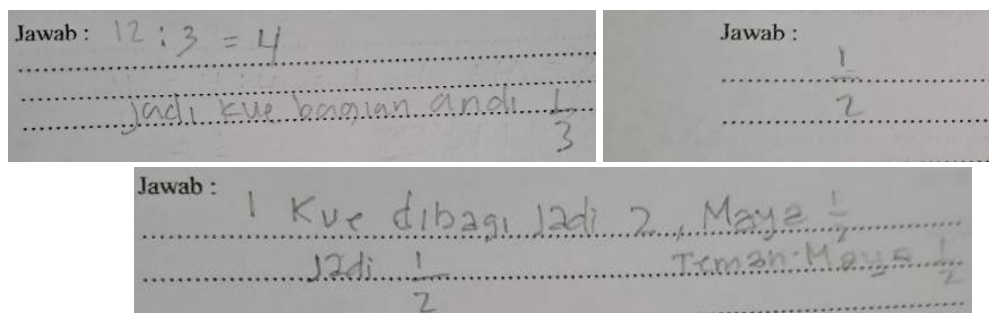 Jawab : 12 : 3 = 4
Jadi kue bagian andi 1/3
Jawab :
1/2
Jawab :
1 Kue dibagi Jadi 2, Maya 1/2
Jadi 1/2 Teman Maya 1/2